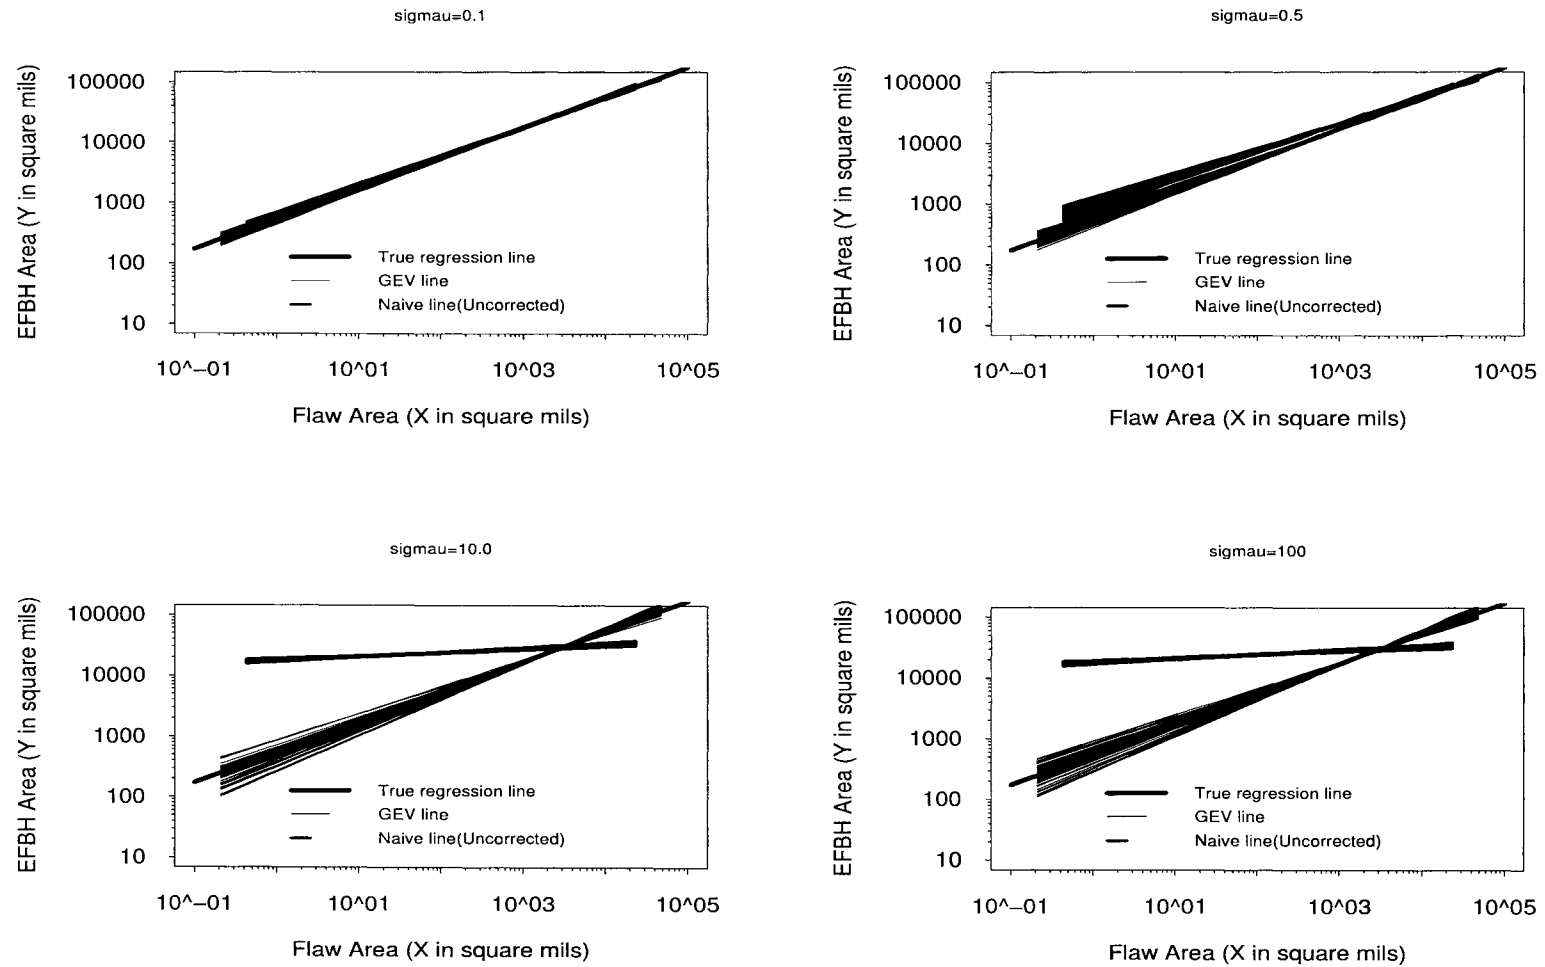 sigmau=0.1
EFBH Area (Y in square mils)
100000
10000
1000
100
10
True regression line
GEV line
Naive line(Uncorrected)
10^−01 10^01 10^03 10^05
Flaw Area (X in square mils)
sigmau=0.5
EFBH Area (Y in square mils)
100000
10000
1000
100
10
True regression line
GEV line
Naive line(Uncorrected)
10^−01 10^01 10^03 10^05
Flaw Area (X in square mils)
sigmau=10.0
EFBH Area (Y in square mils)
100000
10000
1000
100
10
True regression line
GEV line
Naive line(Uncorrected)
10^−01 10^01 10^03 10^05
Flaw Area (X in square mils)
sigmau=100
EFBH Area (Y in square mils)
100000
10000
1000
100
10
True regression line
GEV line
Naive line(Uncorrected)
10^−01 10^01 10^03 10^05
Flaw Area (X in square mils)